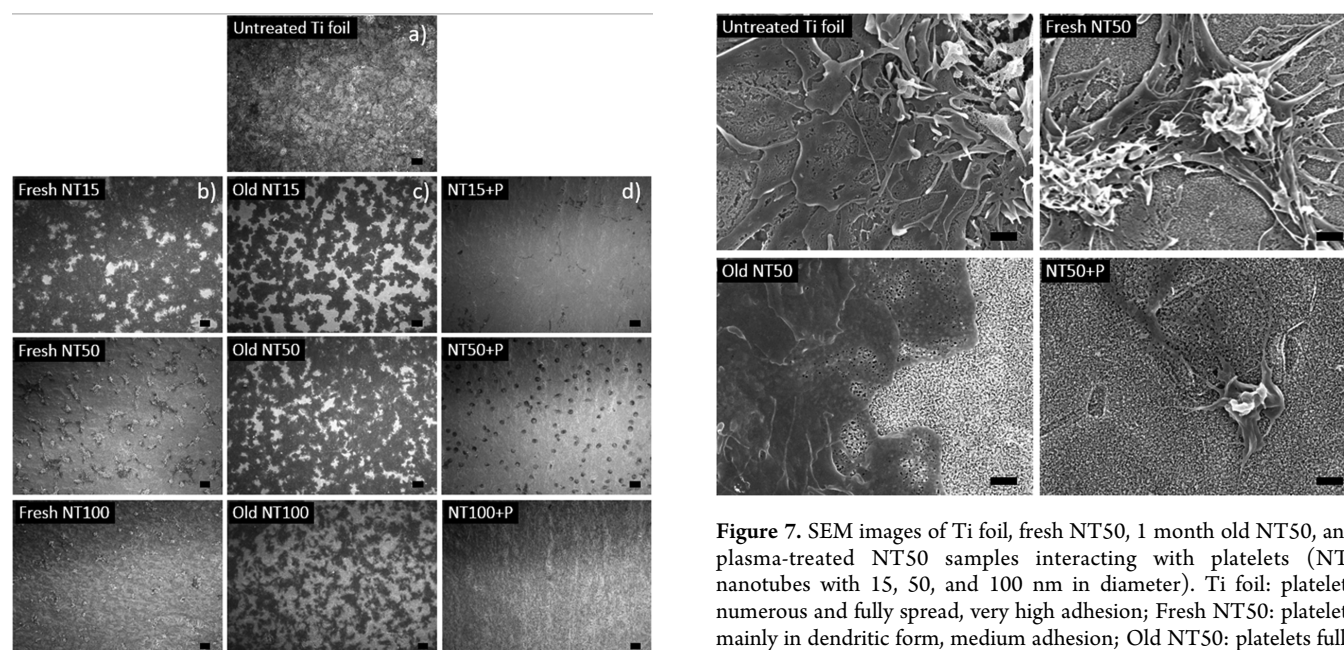 Untreated Ti foil
a)
Fresh NT15
b)
Old NT15
c)
NT15+P
d)
Fresh NT50
Old NT50
NT50+P
Fresh NT100
Old NT100
NT100+P
Untreated Ti foil
Fresh NT50
Old NT50
NT50+P
Figure 7. SEM images of Ti foil, fresh NT50, 1 month old NT50, an
plasma-treated NT50 samples interacting with platelets (NT
nanotubes with 15, 50, and 100 nm in diameter). Ti foil: platelet
numerous and fully spread, very high adhesion; Fresh NT50: platelet
mainly in dendritic form, medium adhesion; Old NT50: platelets full